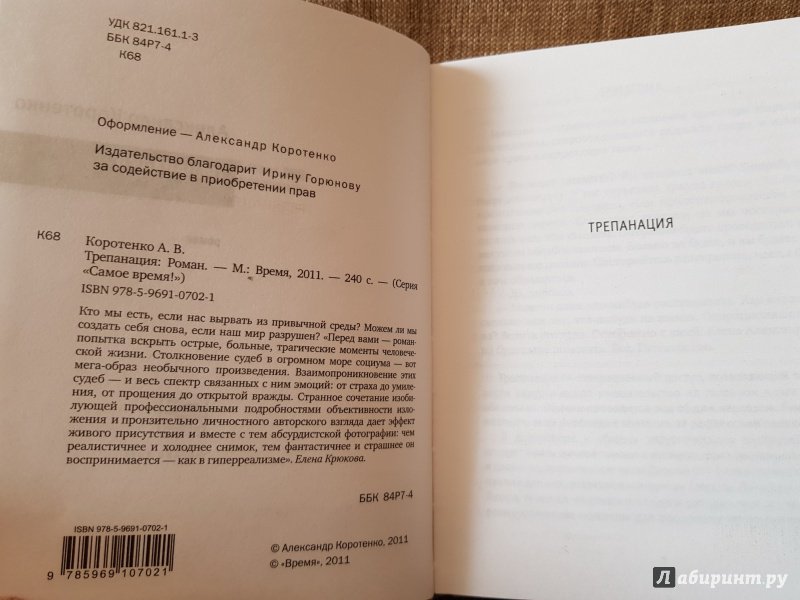 УДК 821.161.1-3
ББК 84Р7-4
К68
Оформление — Александр Коротенко
Издательство благодарит Ирину Горюнову
за содействие в приобретении прав
К68
Коротенко А. В.
Трепанация: Роман. — М.: Время, 2011. — 240 с. — (Серия
«Самое время!»)
ISBN 978-5-9691-0702-1
Кто мы есть, если нас вырвать из привычной среды? Можем ли мы
создать себя снова, если наш мир разрушен? «Перед вами — роман-
попытка вскрыть острые, больные, трагические моменты человече-
ской жизни. Столкновение судеб в огромном море социума — вот
мега-образ необычного произведения. Взаимопроникновение этих
судеб — и весь спектр связанных с ним эмоций: от страха до умиле-
ния, от прощения до открытой вражды. Странное сочетание изоби-
лующей профессиональными подробностями объективности изло-
жения и пронзительно личностного авторского взгляда дает эффект
живого присутствия и вместе с тем абсурдистской фотографии: чем
реалистичнее и холоднее снимок, тем фантастичнее и страшнее он
воспринимается — как в гиперреализме». Елена Крюкова.
ББК 84Р7-4
ISBN 978-5-9691-0702-1
9 785969 107021
© Александр Коротенко, 2011
© «Время», 2011
ТРЕПАНАЦИЯ
Лабиринт.ру